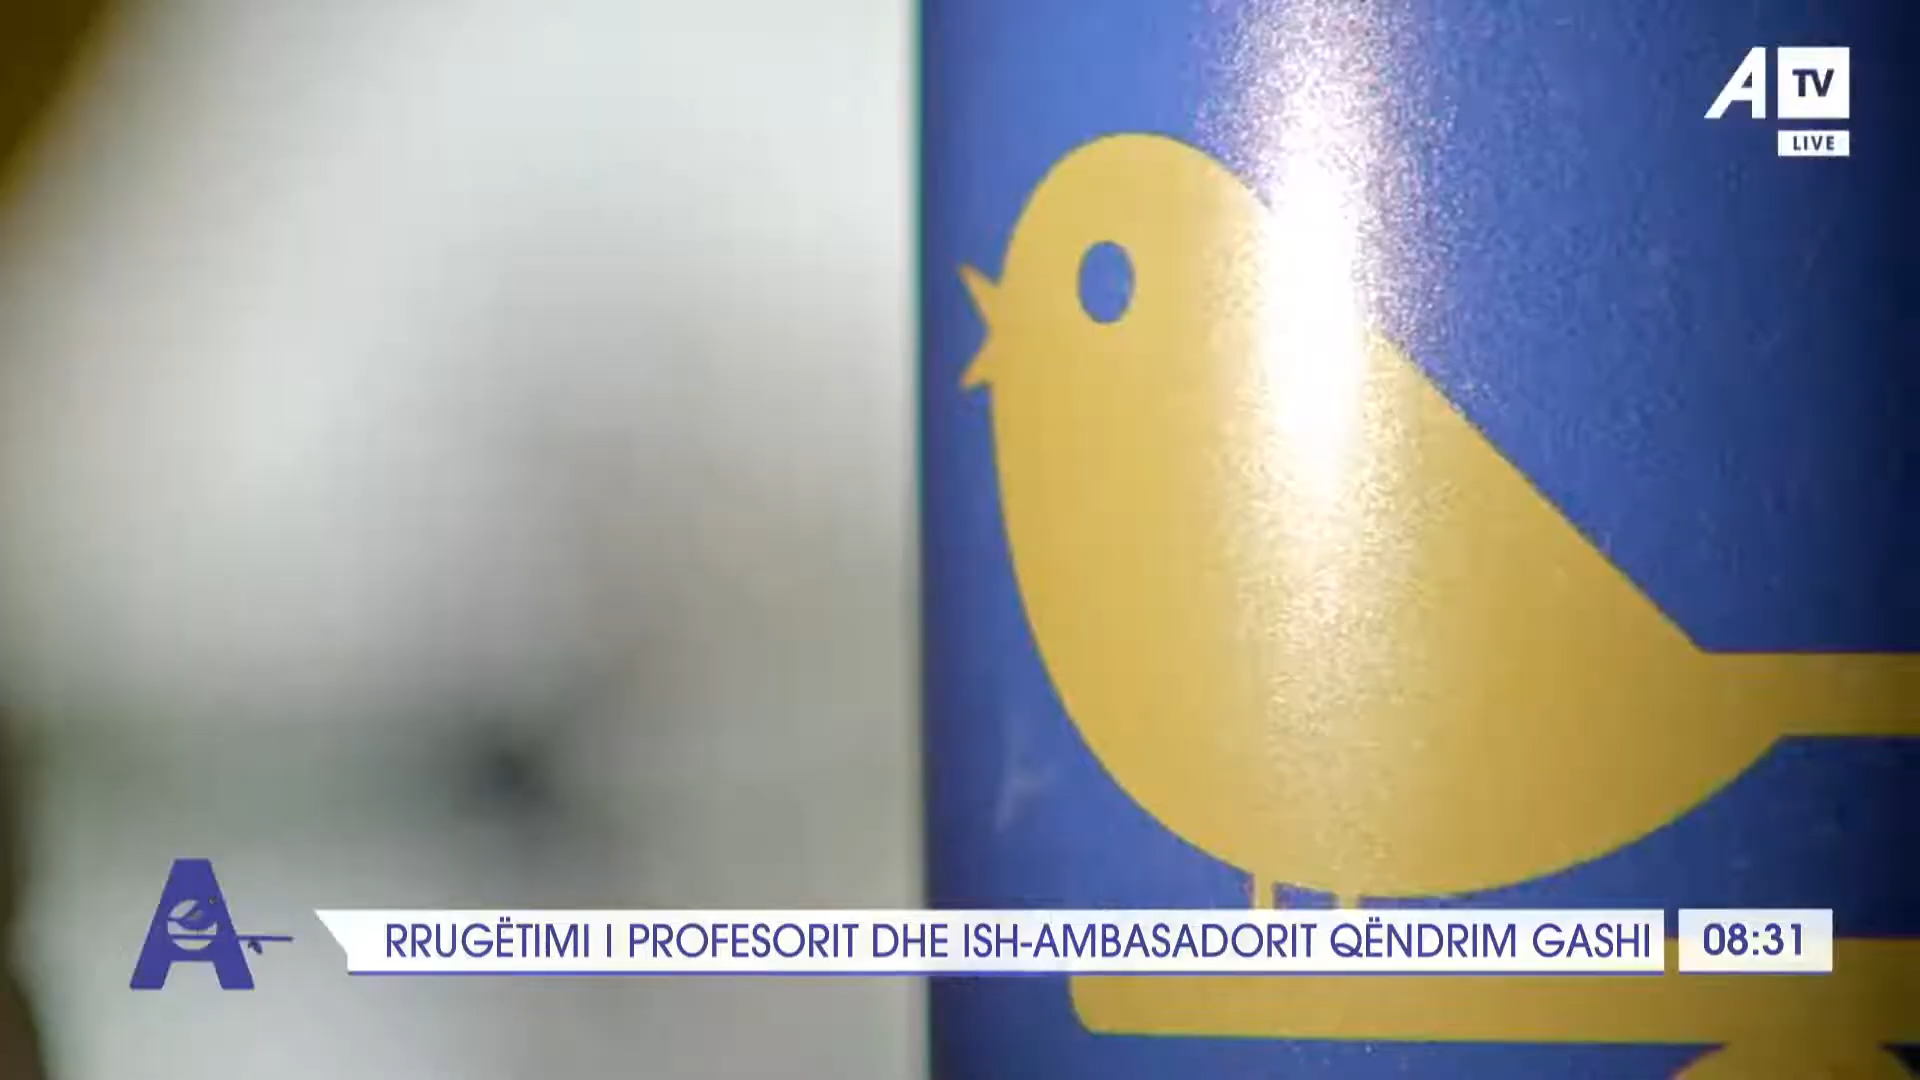 A TV
LIVE
RRUGËTIMI I PROFESORIT DHE ISH-AMBASADORIT QËNDRIM GASHI
08:31